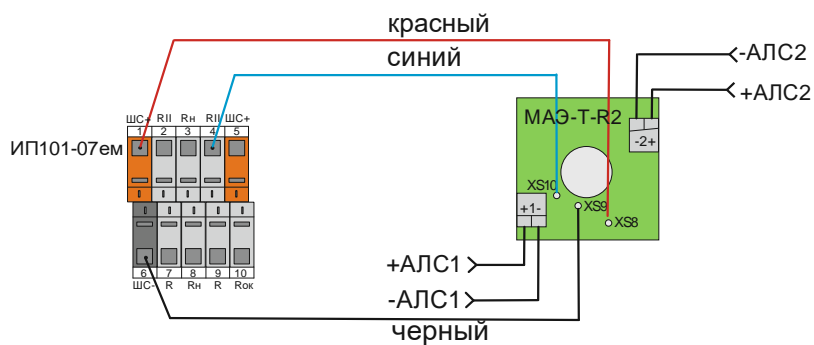 красный
синий
-АЛС2
+АЛС2
ШС+ RII Rн RII ШС+
1 2 3 4 5
МАЭ-T-R2
-2+
ИП101-07ем
XS10
XS9
XS8
+1-
6 7 8 9 10
ШС- R Rн R Rок
+АЛС1
-АЛС1
черный